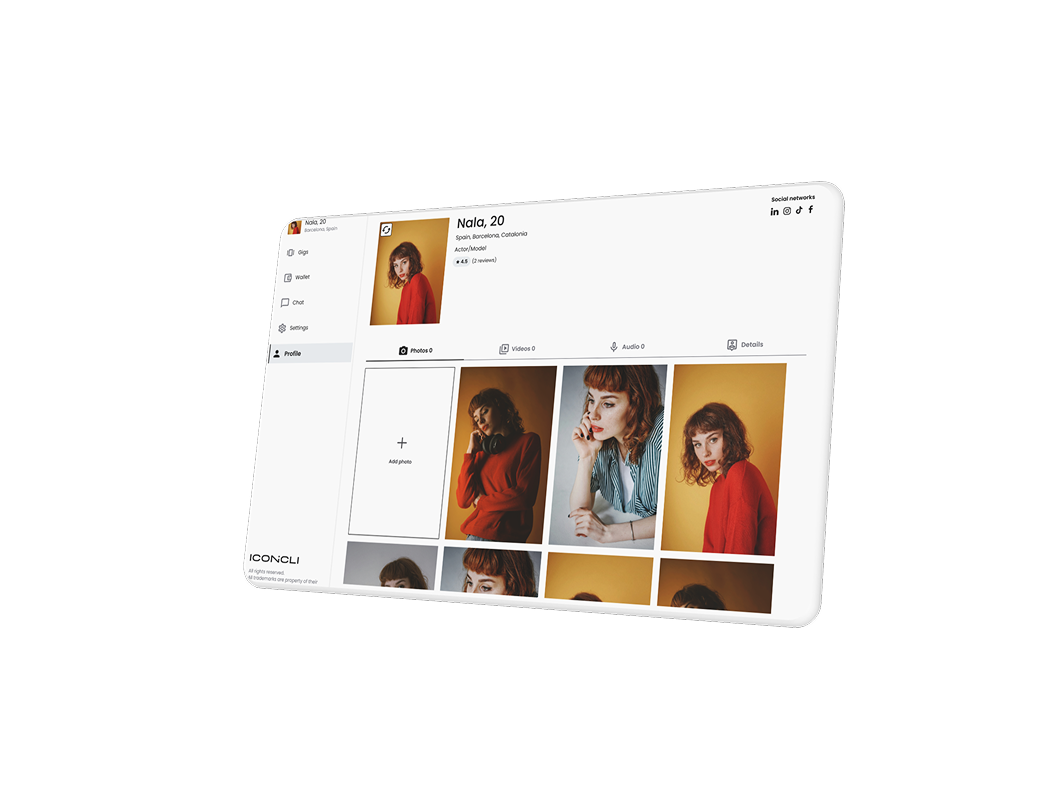 Nala, 20
Barcelona, Spain
Gigs
Wallet
Chat
Settings
Profile
ICONCLI
All rights reserved.
All trademarks are property of their
Nala, 20
Spain, Barcelona, Catalonia
Actor/Model
★ 4.5 (2 reviews)
Social networks
Photos 0
Videos 0
Audio 0
Details
Add photo